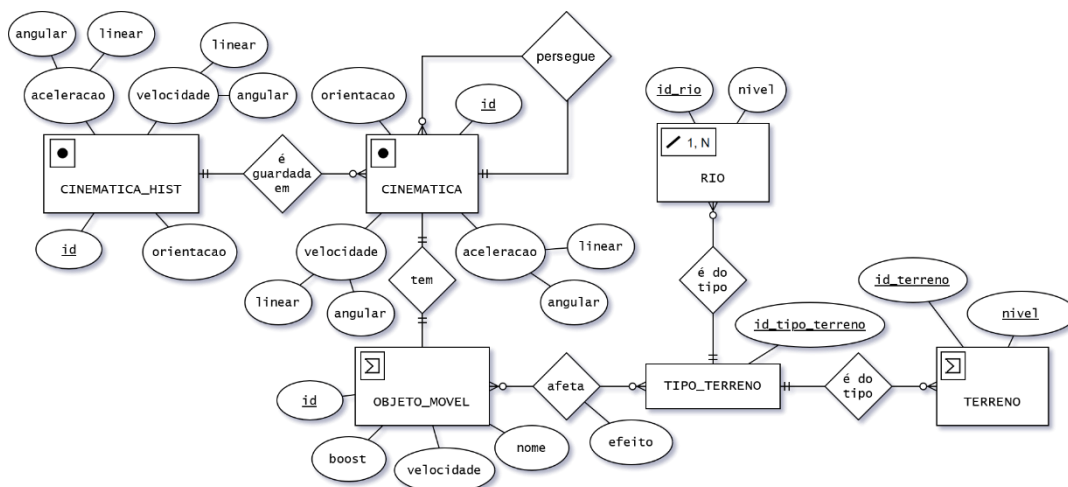 angular
linear
linear
aceleracao
velocidade
angular
CINEMATICA_HIST
id
orientacao
é
guardada
em
orientacao
id
CINEMATICA
persegue
velocidade
linear
angular
aceleracao
linear
angular
tem
id_rio
nivel
1, N
RIO
é do
tipo
id_tipo_terreno
id_terreno
nivel
OBJETO_MOVEL
id
boost
velocidade
nome
afeta
efeito
TIPO_TERRENO
é do
tipo
TERRENO